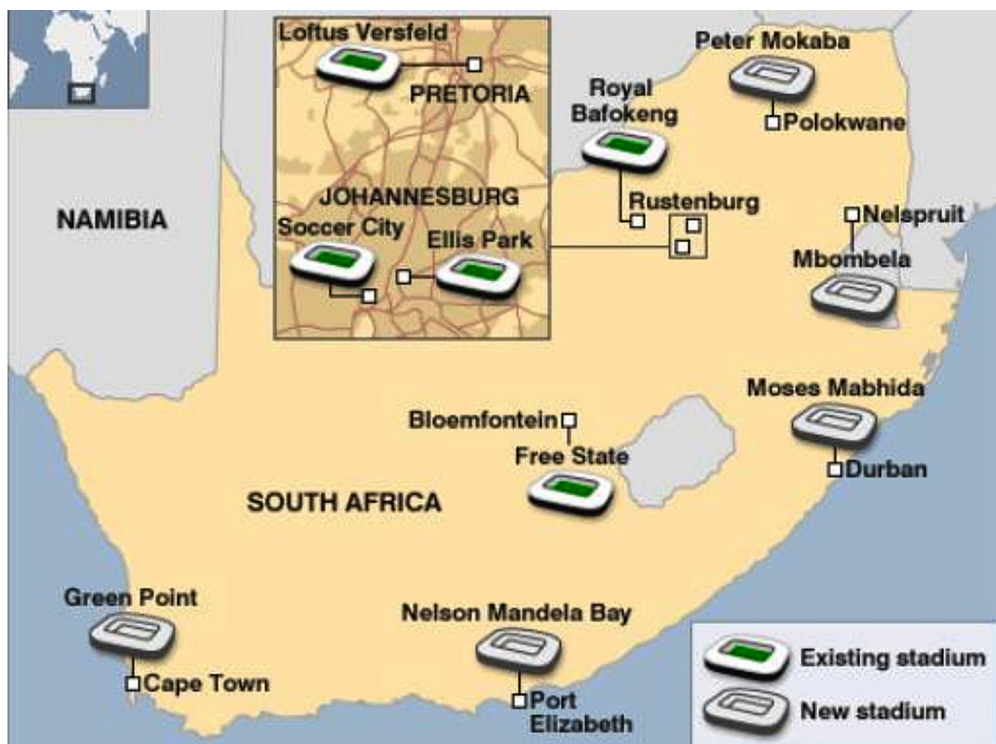 Loftus Versfeld
PRETORIA
JOHANNESBURG
Soccer City
Ellis Park
Peter Mokaba
Polokwane
Royal
Bafokeng
Rustenburg
Nelspruit
Mbombela
NAMIBIA
Moses Mabhida
Durban
Bloemfontein
Free State
SOUTH AFRICA
Green Point
Cape Town
Nelson Mandela Bay
Port
Elizabeth
Existing stadium
New stadium